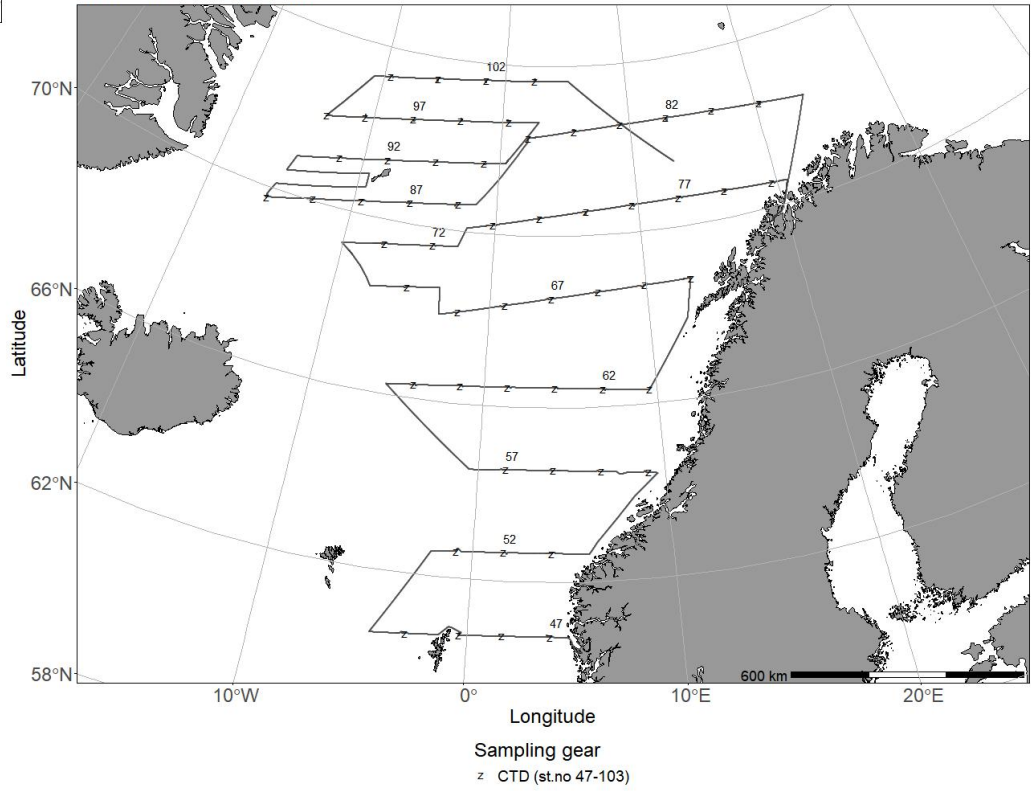 102
82
97
70°N
92
87
77
72
67
66°N
62
57
62°N
52
47
58°N
600 km
10°W
0°
10°E
20°E
Latitude
Longitude
Sampling gear
z CTD (st.no 47-103)